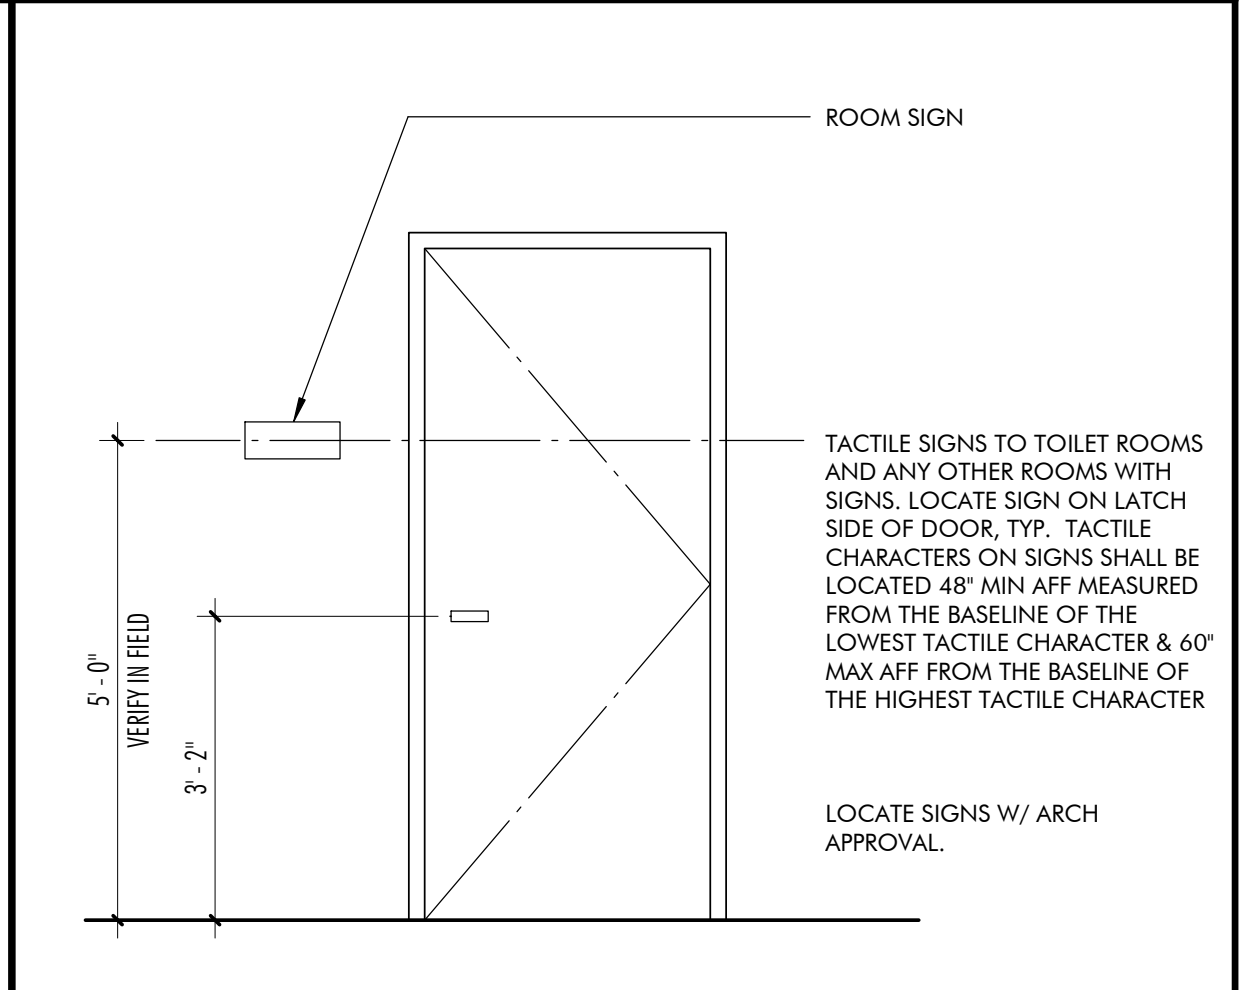 ROOM SIGN
TACTILE SIGNS TO TOILET ROOMS
AND ANY OTHER ROOMS WITH
SIGNS. LOCATE SIGN ON LATCH
SIDE OF DOOR, TYP.  TACTILE
CHARACTERS ON SIGNS SHALL BE
LOCATED 48" MIN AFF MEASURED
FROM THE BASELINE OF THE
LOWEST TACTILE CHARACTER & 60"
MAX AFF FROM THE BASELINE OF
THE HIGHEST TACTILE CHARACTER
5' - 0"
VERIFY IN FIELD
3' - 2"
LOCATE SIGNS W/ ARCH
APPROVAL.